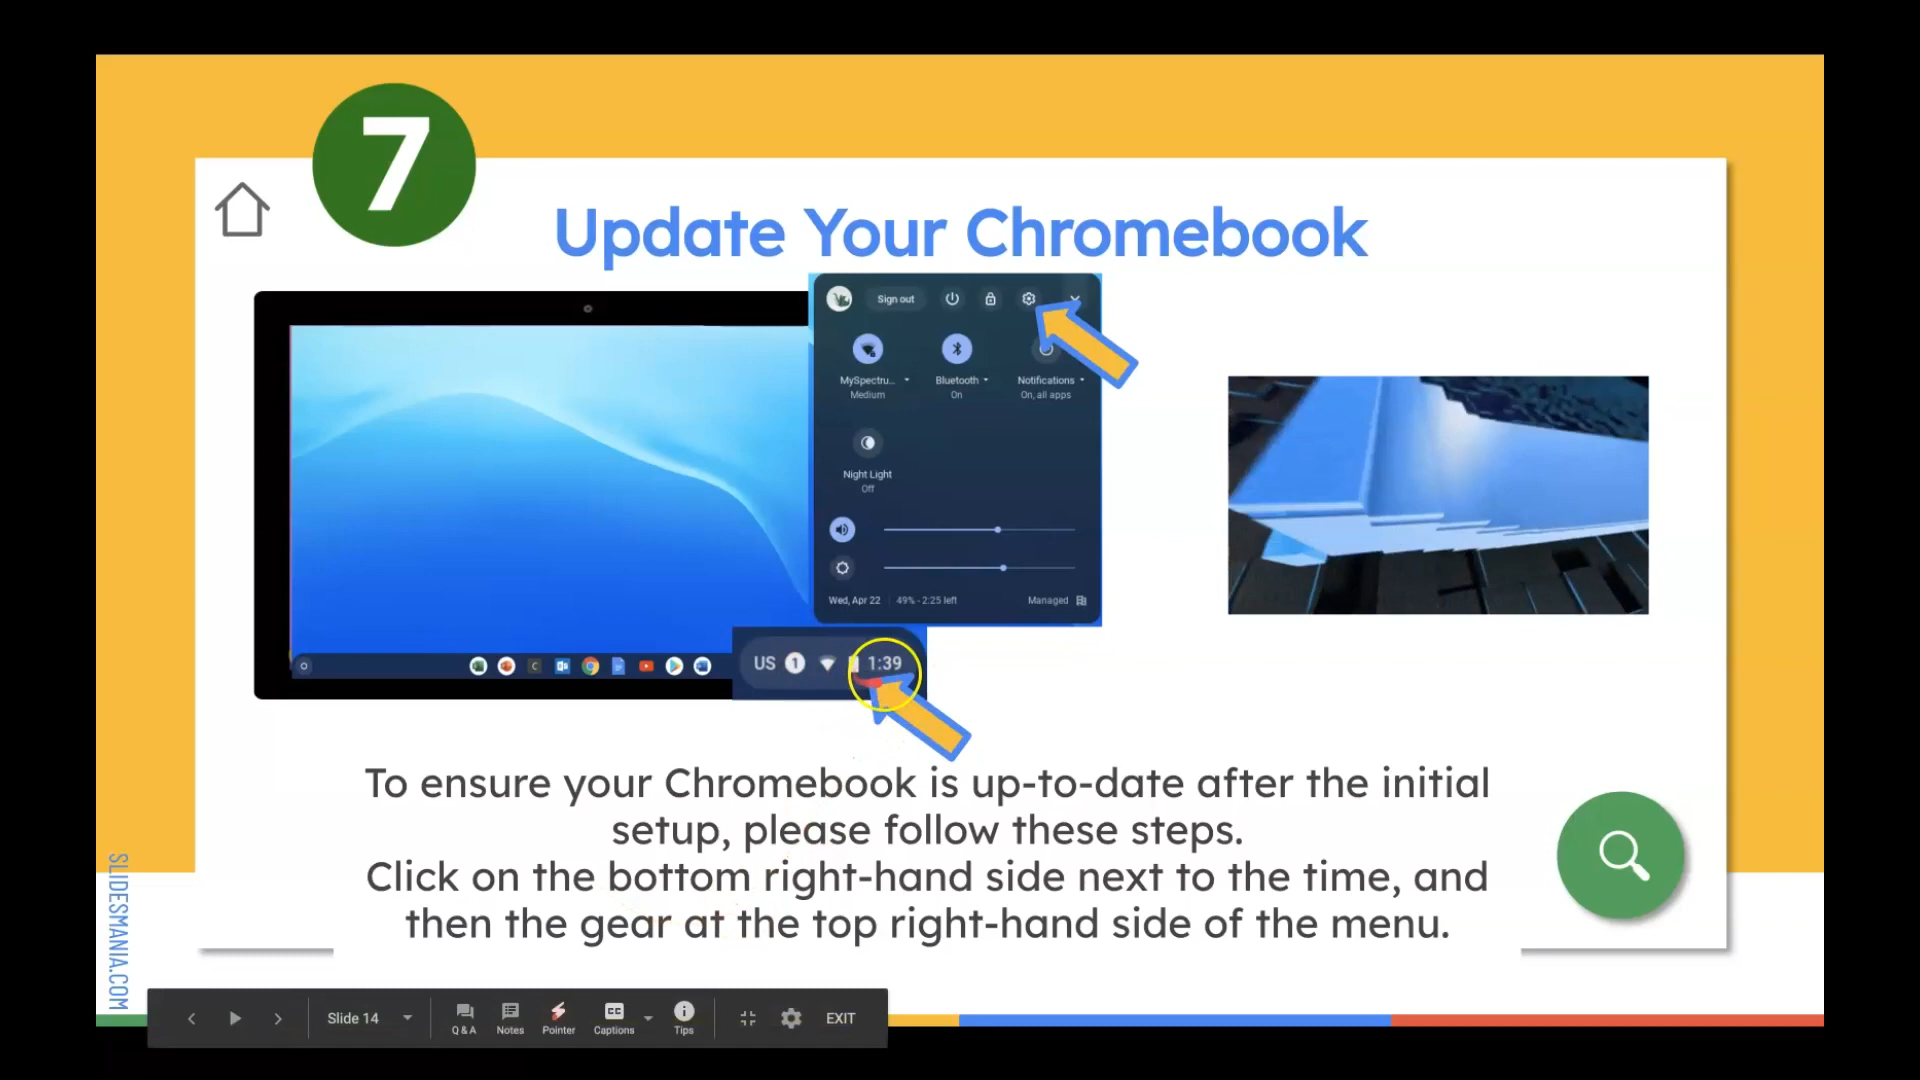 7
Update Your Chromebook
Sign out
MySpectru...
Medium
Bluetooth
On
Notifications
On, all apps
Night Light
Off
Wed, Apr 22 | 49% - 2:25 left
Managed
US 1 1:39
To ensure your Chromebook is up-to-date after the initial
setup, please follow these steps.
Click on the bottom right-hand side next to the time, and
then the gear at the top right-hand side of the menu.
SLIDESMANIA.COM
Slide 14
Q & A
Notes
Pointer
CC
Captions
Tips
EXIT